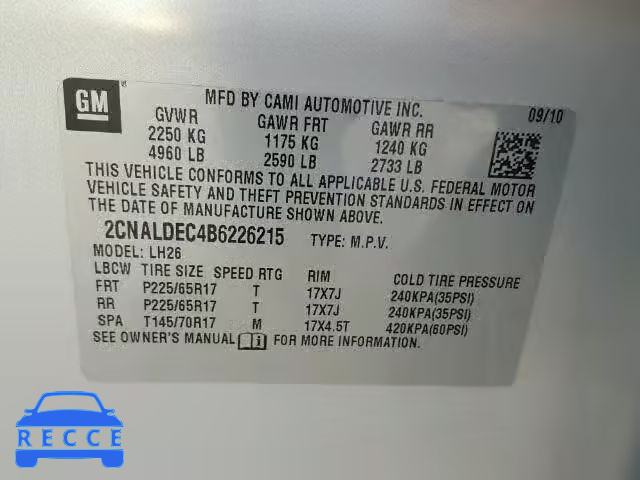 GM
MFD BY CAMI AUTOMOTIVE INC.
09/10
GVWR GAWR FRT GAWR RR
2250 KG 1175 KG 1240 KG
4960 LB 2590 LB 2733 LB
THIS VEHICLE CONFORMS TO ALL APPLICABLE U.S. FEDERAL MOTOR
VEHICLE SAFETY AND THEFT PREVENTION STANDARDS IN EFFECT ON
THE DATE OF MANUFACTURE SHOWN ABOVE.
2CNALDEC4B6226215 TYPE: M.P.V.
MODEL: LH26
LBCW TIRE SIZE SPEED RTG RIM COLD TIRE PRESSURE
FRT P225/65R17 T 17X7J 240KPA(35PSI)
RR P225/65R17 T 17X7J 240KPA(35PSI)
SPA T145/70R17 M 17X4.5T 420KPA(60PSI)
SEE OWNER'S MANUAL FOR MORE INFORMATION.
RECCE